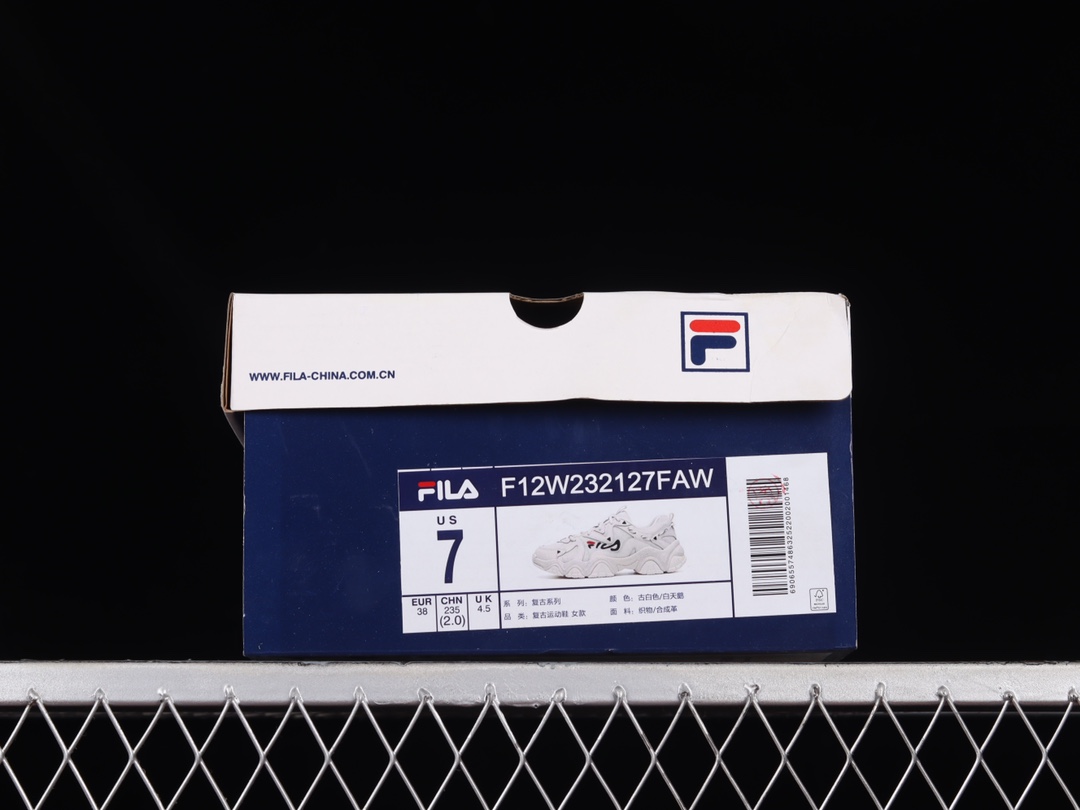 WWW.FILA-CHINA.COM.CN
FILA F12W232127FAW
US
7
FILA
EUR
38
CHN
235
(2.0)
UK
4.5
系 列: 复古系列
颜 色: 古白色/白天鹅
品 类: 复古运动鞋 女款
面 料: 织物/合成革
FSC